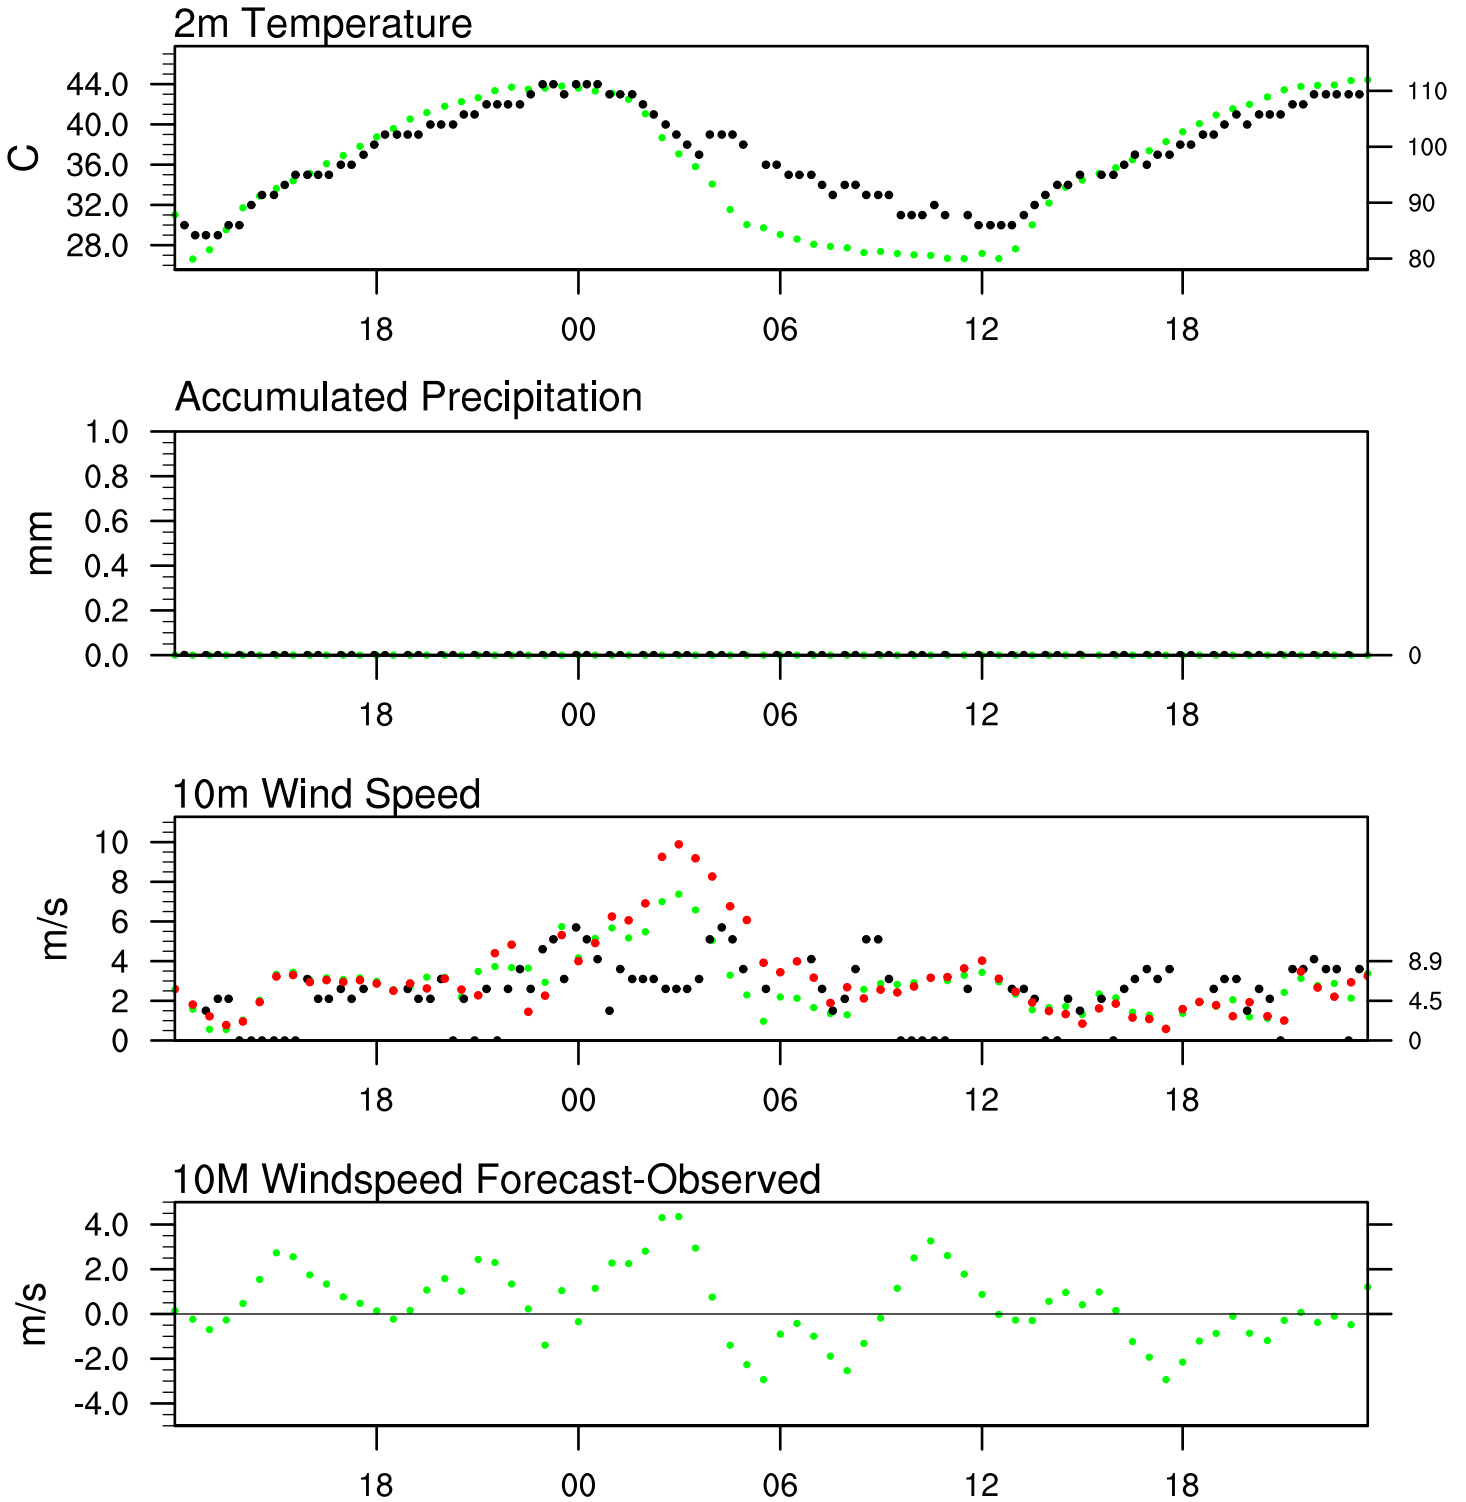 2m Temperature
44.0
40.0
36.0
32.0
28.0
C
110
100
90
80
18 00 06 12 18
Accumulated Precipitation
1.0
0.8
0.6
0.4
0.2
0.0
mm
0
18 00 06 12 18
10m Wind Speed
10
8
6
4
2
0
m/s
8.9
4.5
0
18 00 06 12 18
10M Windspeed Forecast-Observed
4.0
2.0
0.0
-2.0
-4.0
m/s
18 00 06 12 18